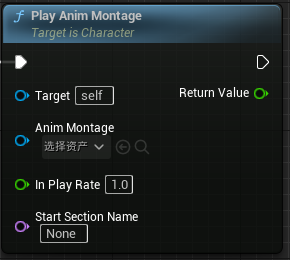 Play Anim Montage
Target is Character
Target self
Return Value
Anim Montage
选择资产
In Play Rate 1.0
Start Section Name
None